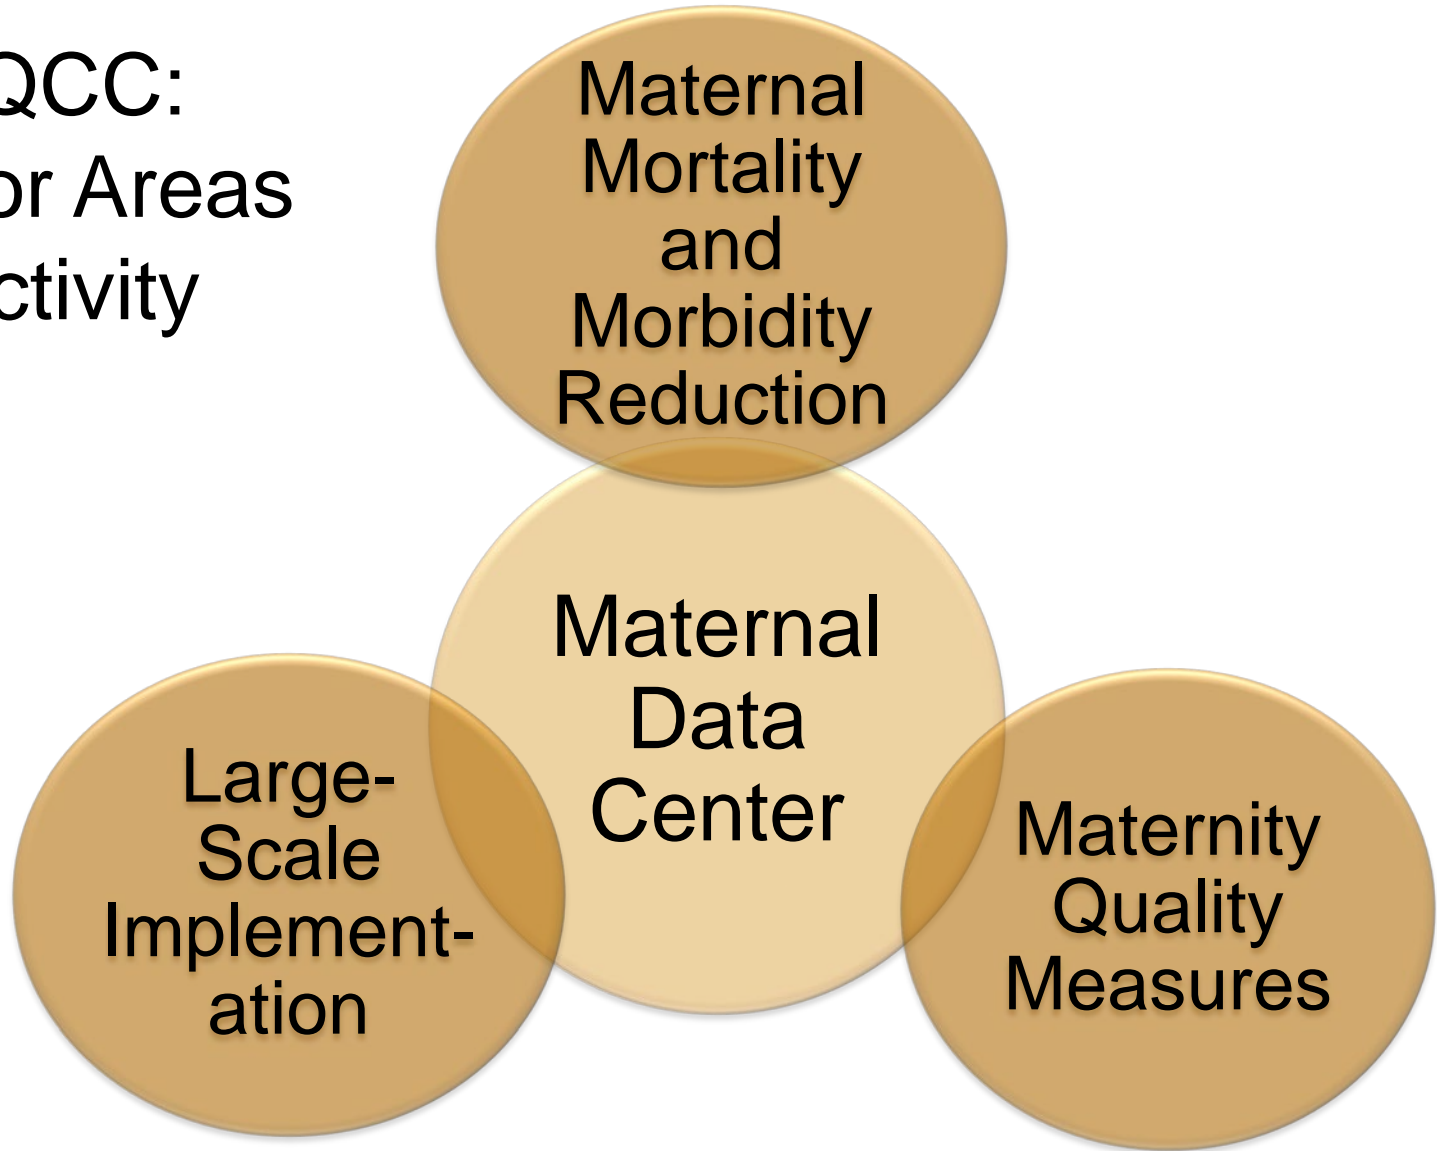 QCC:
or Areas
ctivity
Maternal
Mortality
and
Morbidity
Reduction
Maternal
Data
Center
Large-
Scale
Implement-
ation
Maternity
Quality
Measures